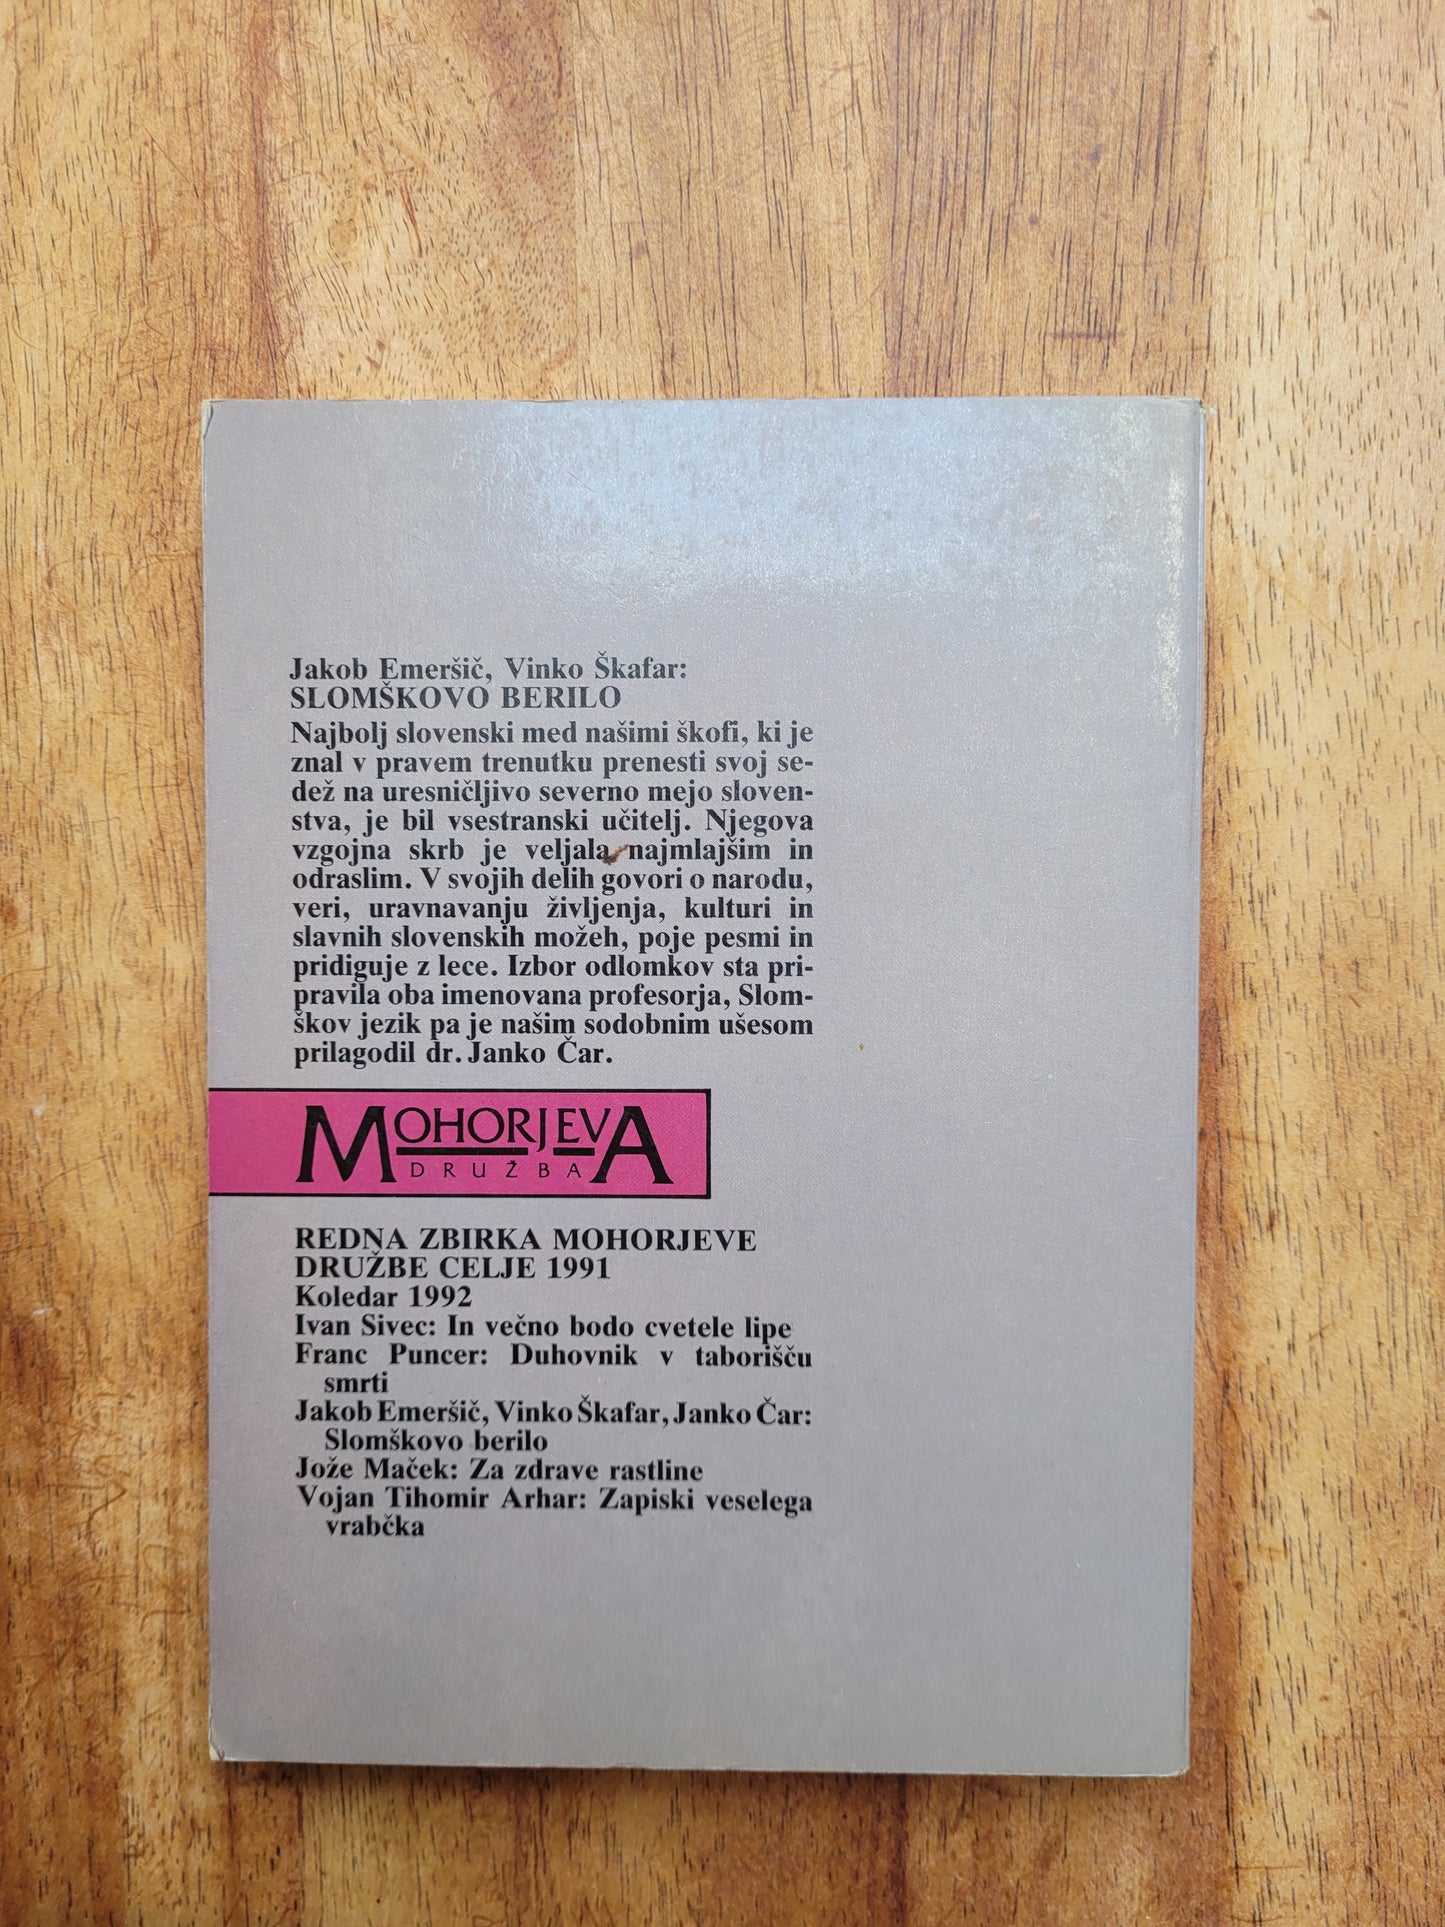 Jakob Emeršič, Vinko Škafar:
SLOMŠKOVO BERILO
Najbolj slovenski med našimi škofi, ki je
znal v pravem trenutku prenesti svoj se-
dež na uresničljivo severno mejo sloven-
stva, je bil vsestranski učitelj. Njegova
vzgojna skrb je veljala najmlajšim in
odraslim. V svojih delih govori o narodu,
veri, uravnavanju življenja, kulturi in
slavnih slovenskih možeh, poje pesmi in
pridiguje z lece. Izbor odlomkov sta pri-
pravila oba imenovana profesorja, Slom-
škov jezik pa je našim sodobnim ušesom
prilagodil dr. Janko Čar.
MOHORJEVA
DRUŽBA
REDNA ZBIRKA MOHORJEVE
DRUŽBE CELJE 1991
Koledar 1992
Ivan Sivec: In večno bodo cvetele lipe
Franc Puncer: Duhovnik v taborišču
smrti
Jakob Emeršič, Vinko Škafar, Janko Čar:
Slomškovo berilo
Jože Maček: Za zdrave rastline
Vojan Tihomir Arhar: Zapiski veselega
vrabčka